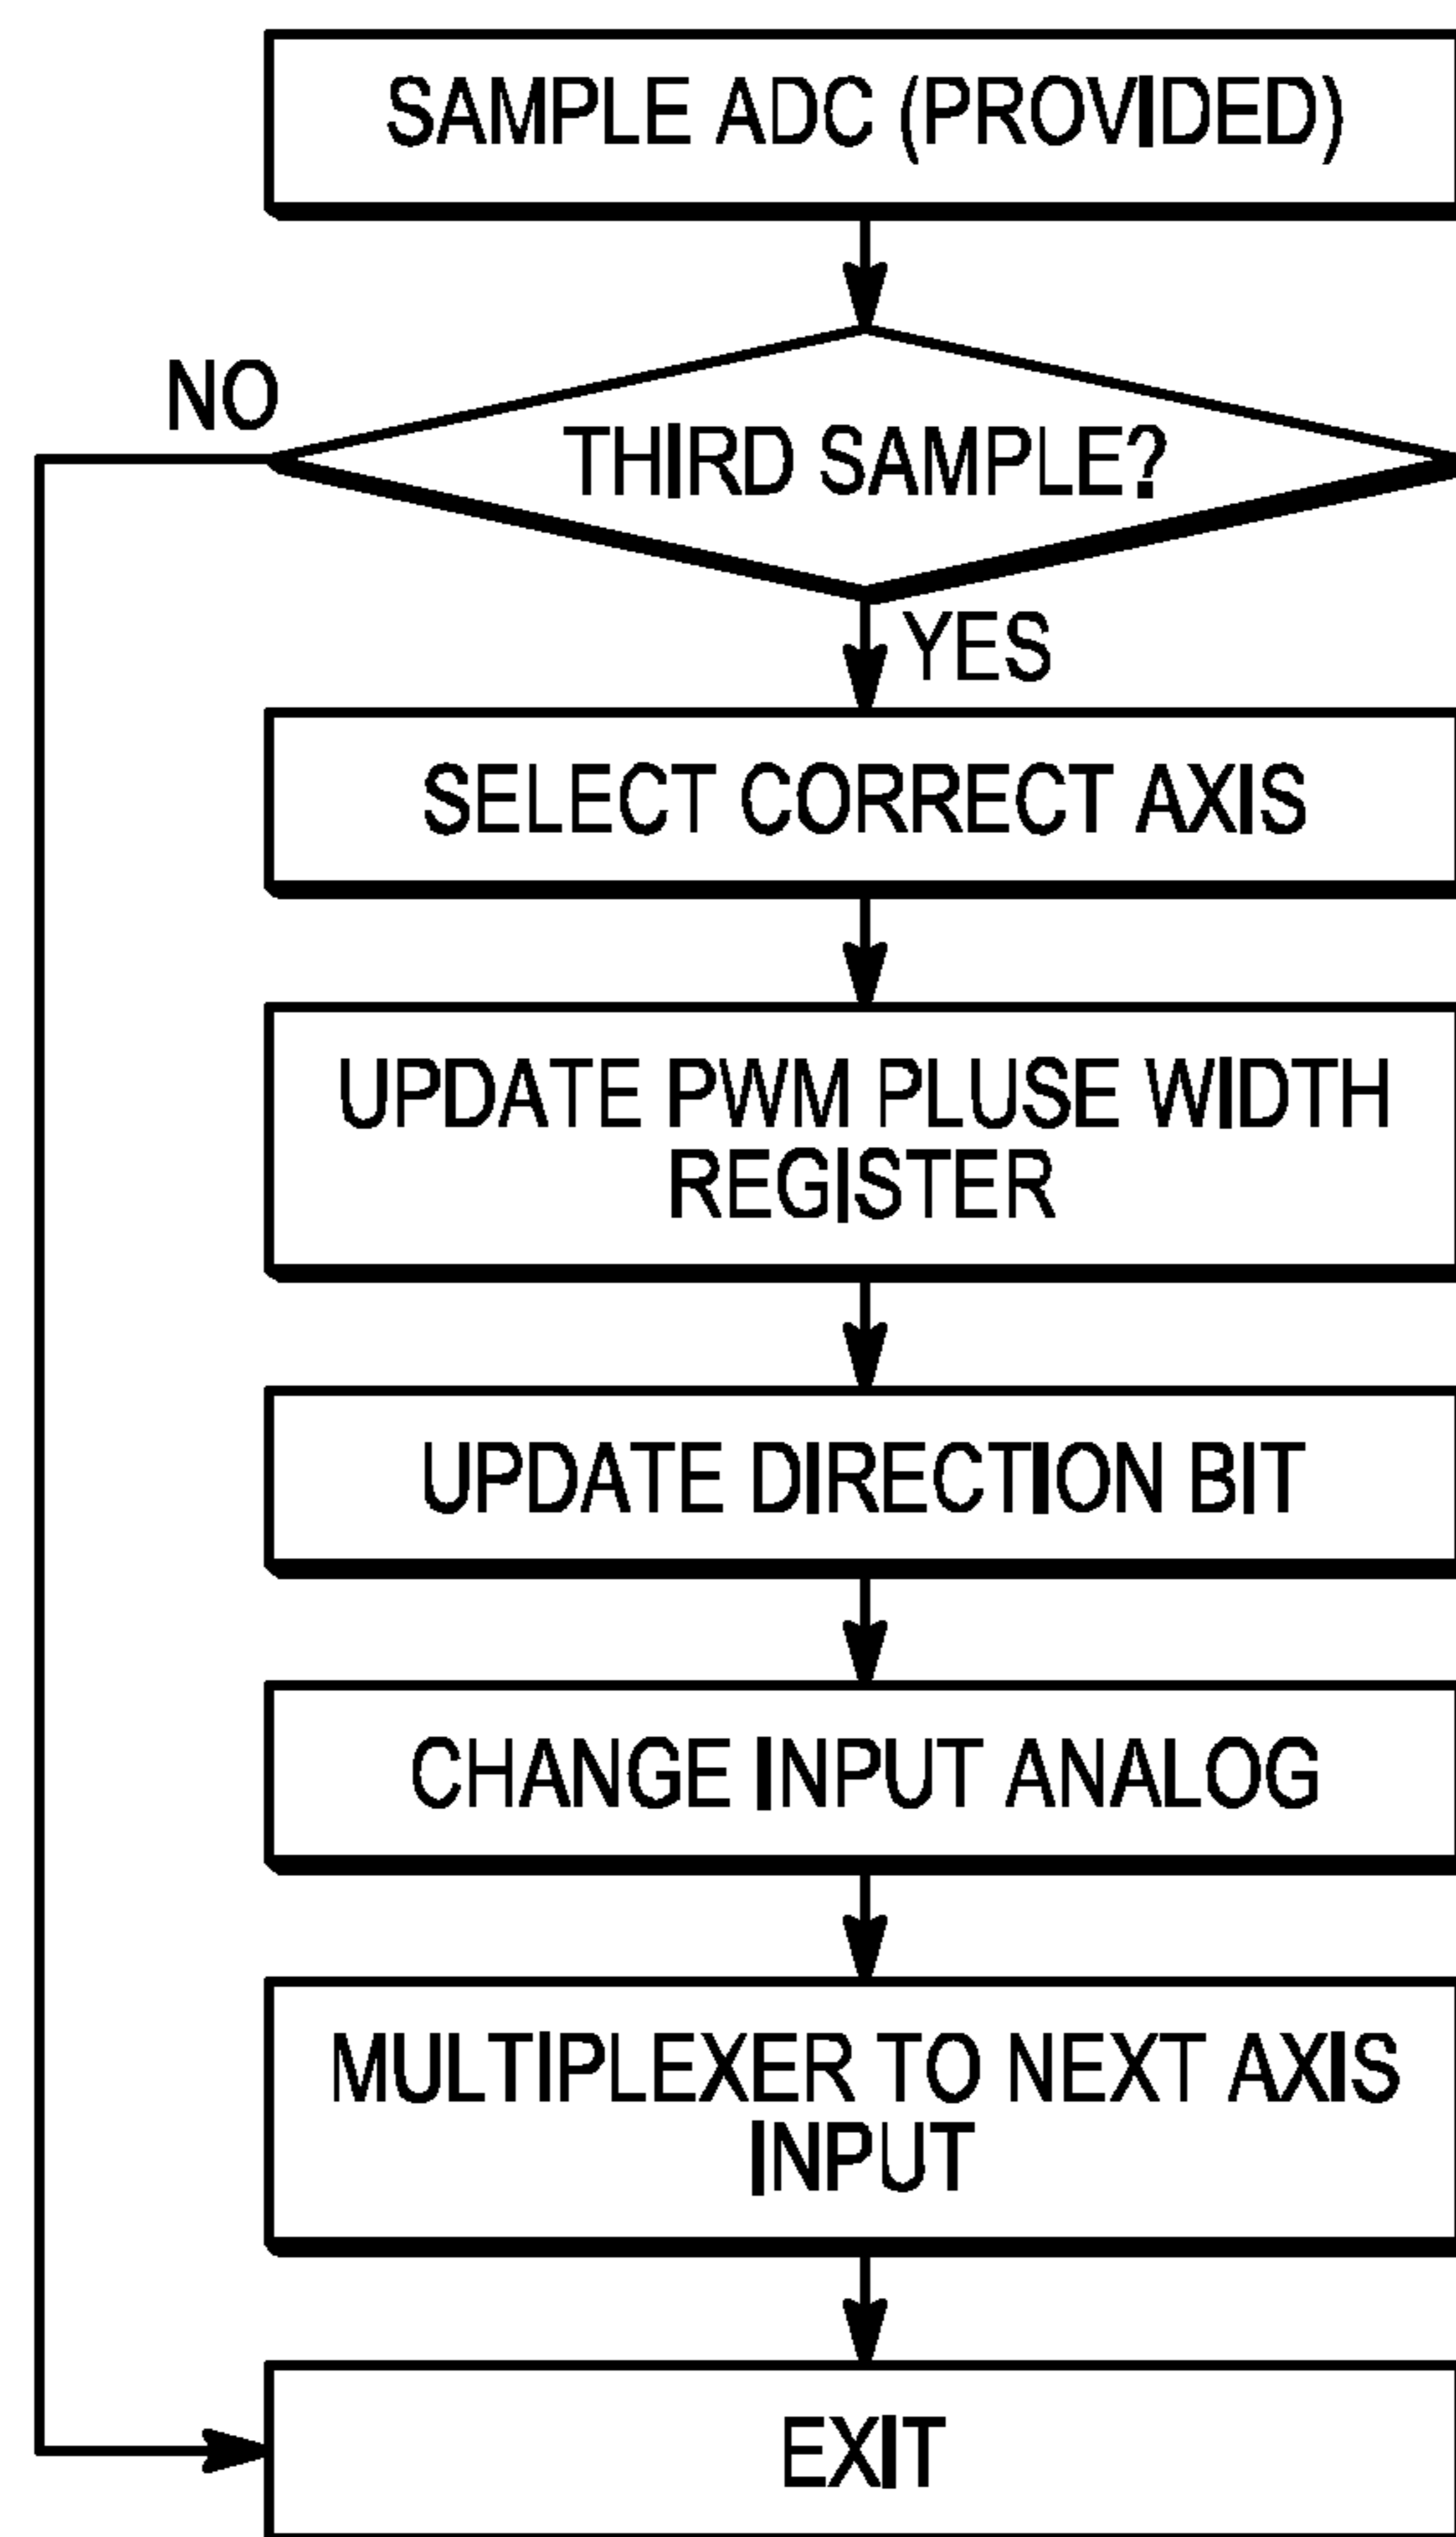 SAMPLE ADC (PROVIDED)
NO
THIRD SAMPLE?
YES
SELECT CORRECT AXIS
UPDATE PWM PLUSE WIDTH
REGISTER
UPDATE DIRECTION BIT
CHANGE INPUT ANALOG
MULTIPLEXER TO NEXT AXIS
INPUT
EXIT